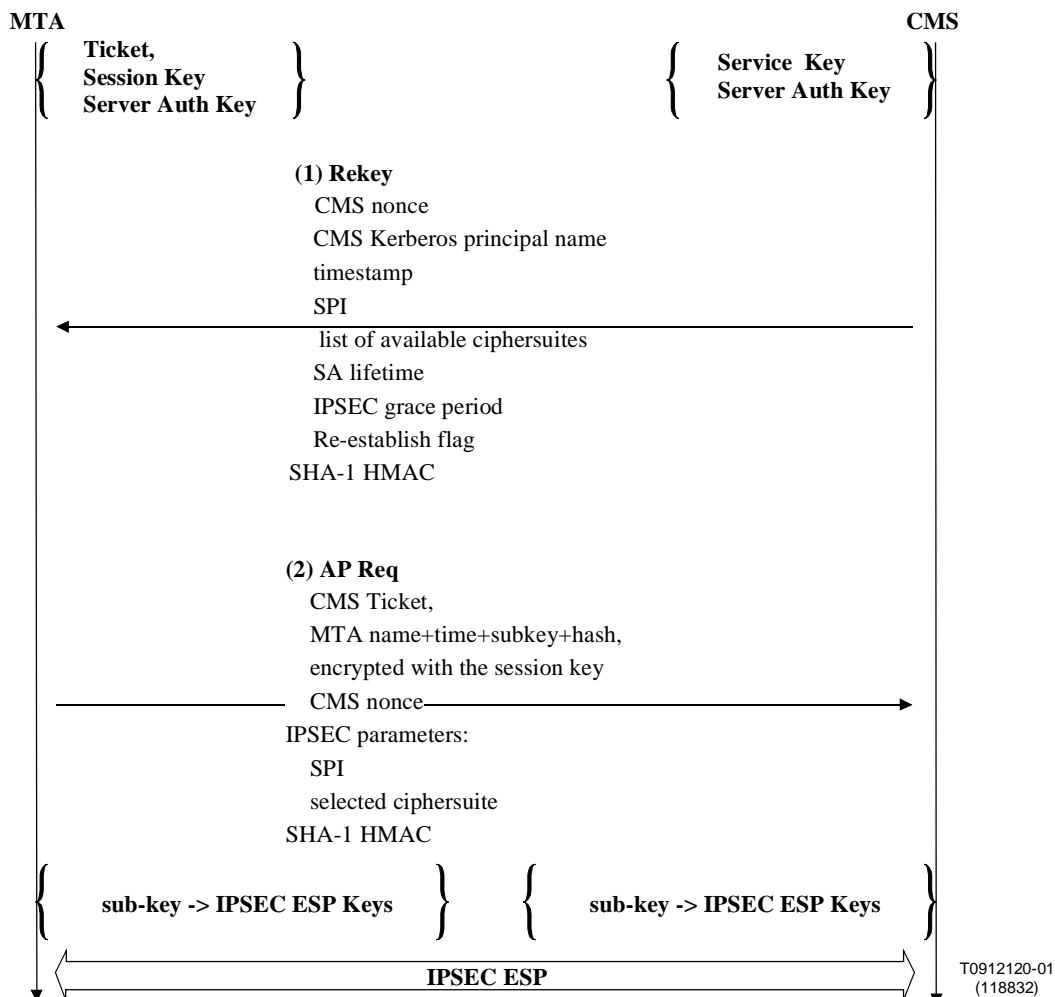 MTA
CMS
Ticket,
Session Key
Server Auth Key
Service Key
Server Auth Key
(1) Rekey
CMS nonce
CMS Kerberos principal name
timestamp
SPI
list of available ciphersuites
SA lifetime
IPSEC grace period
Re-establish flag
SHA-1 HMAC
(2) AP Req
CMS Ticket,
MTA name+time+subkey+hash,
encrypted with the session key
CMS nonce
IPSEC parameters:
SPI
selected ciphersuite
SHA-1 HMAC
sub-key -> IPSEC ESP Keys
sub-key -> IPSEC ESP Keys
IPSEC ESP
T0912120-01
(118832)